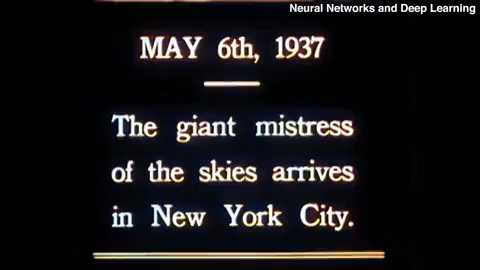 Neural Networks and Deep Learning
MAY 6th, 1937
The giant mistress
of the skies arrives
in New York City.